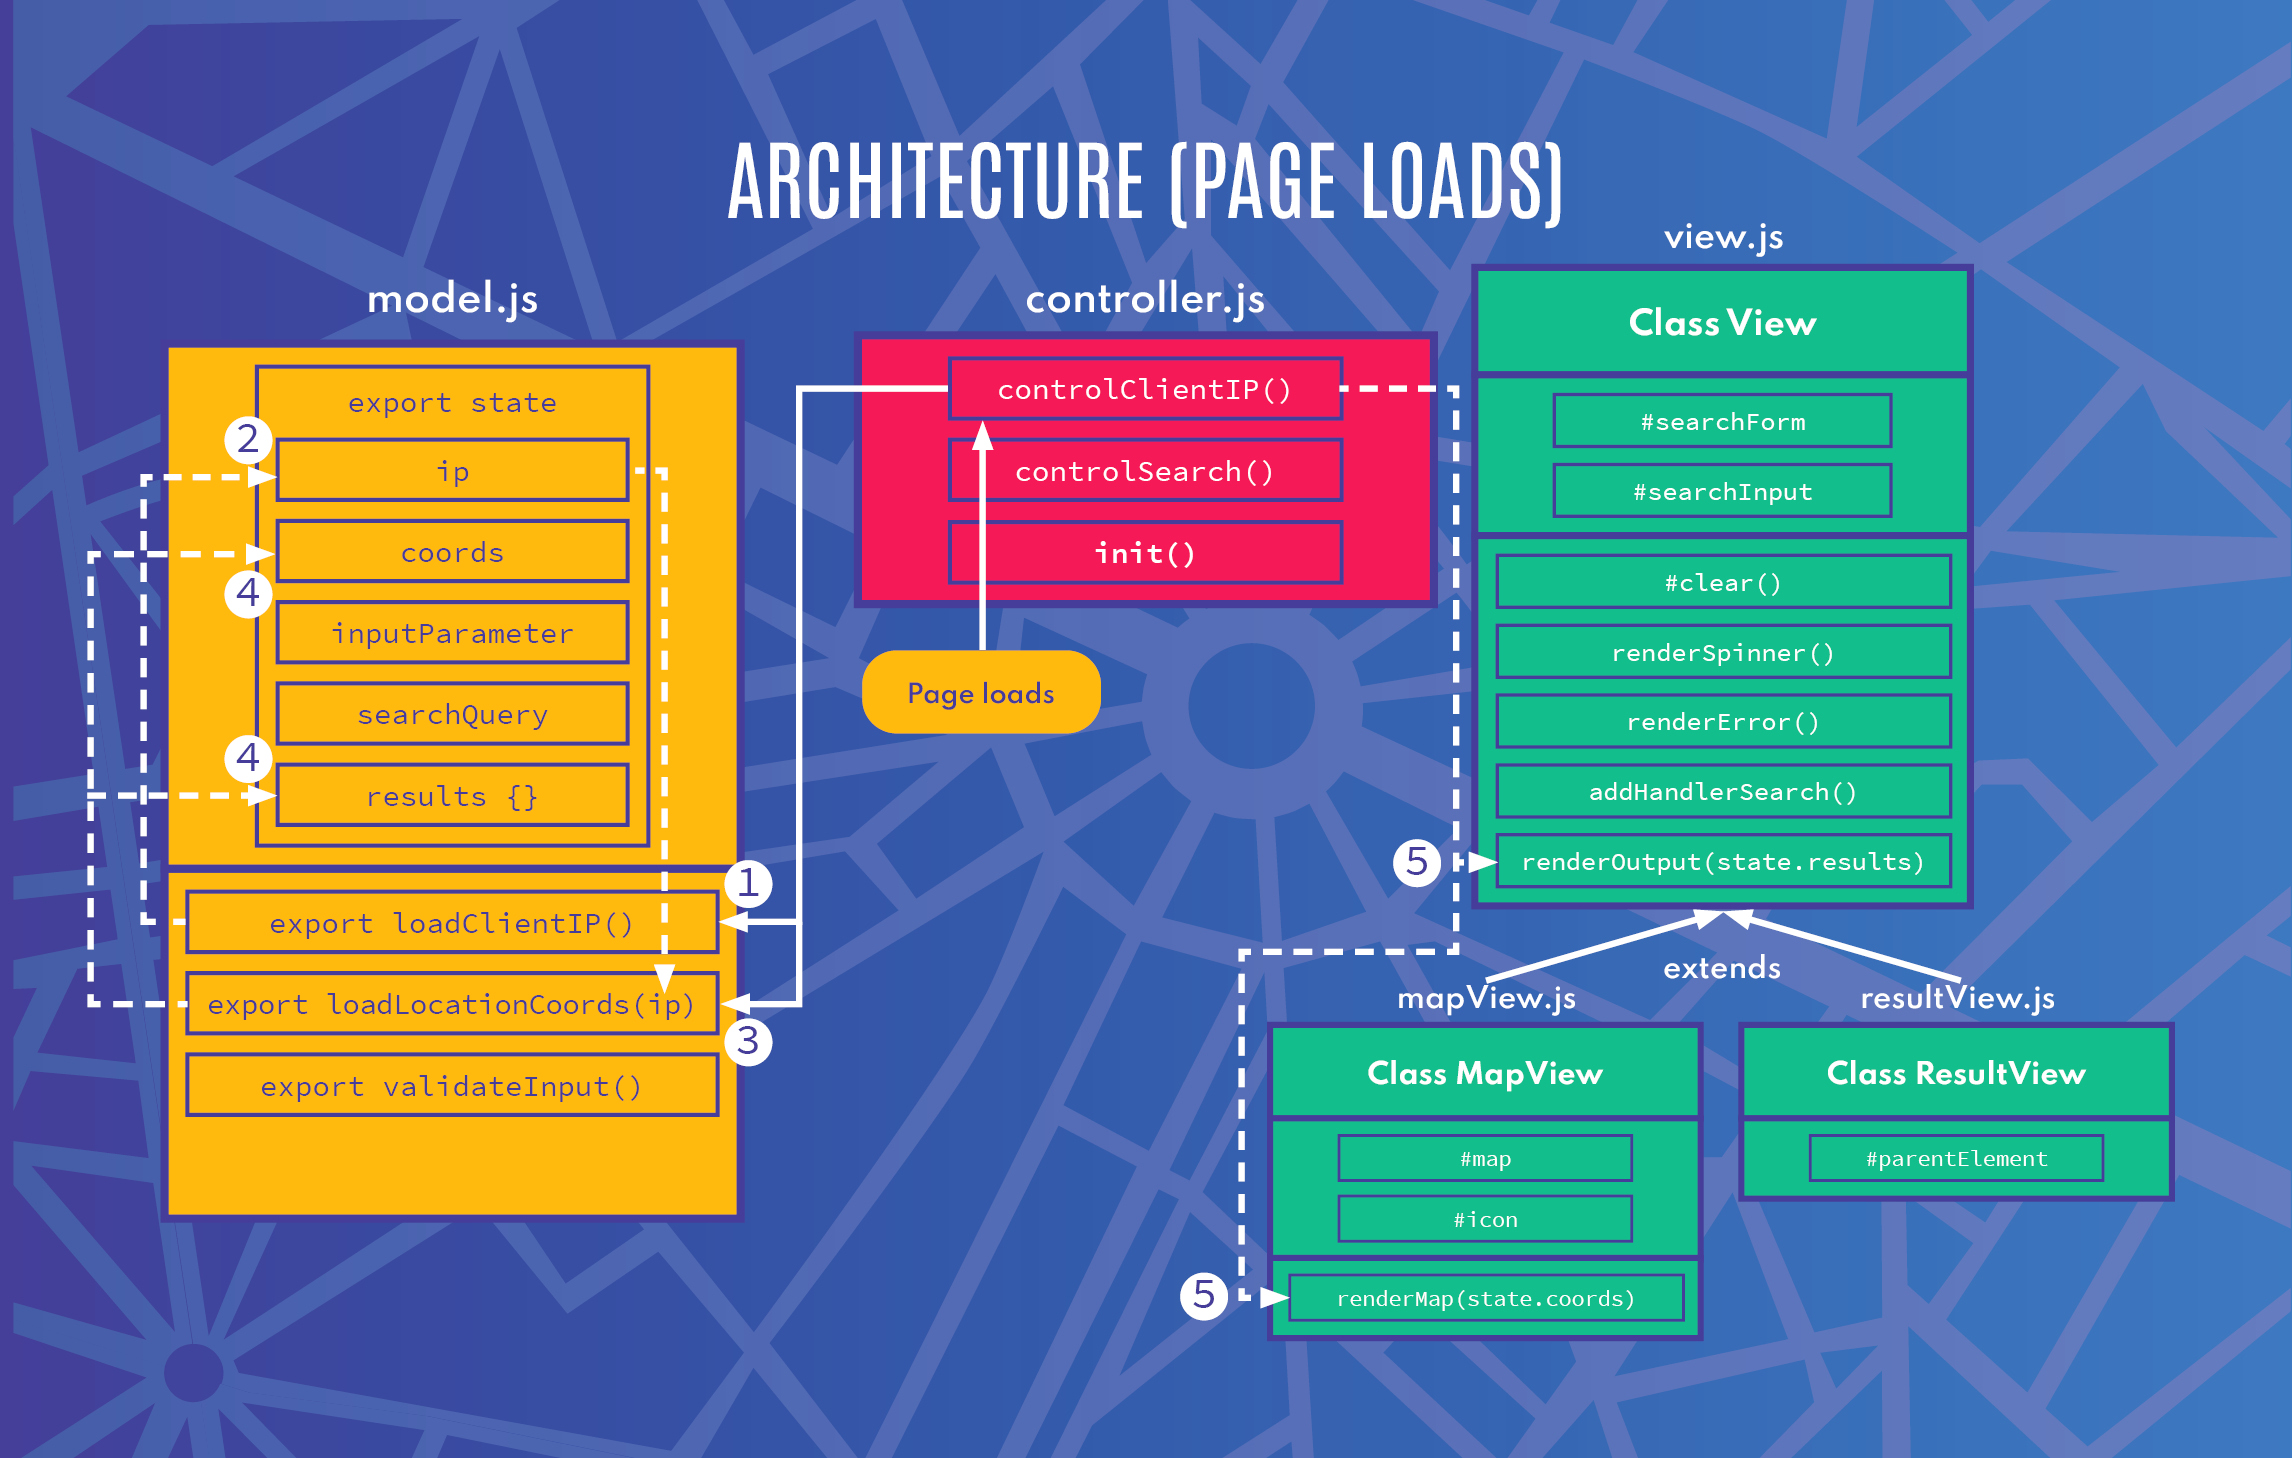 ARCHITECTURE (PAGE LOADS)
model.js
export state
2
ip
coords
4
inputParameter
searchQuery
4
results {}
1
export loadClientIP()
export loadLocationCoords(ip)
3
export validateInput()
controller.js
controlClientIP()
controlSearch()
init()
Page loads
view.js
Class View
#searchForm
#searchInput
#clear()
renderSpinner()
renderError()
addHandlerSearch()
5
renderOutput(state.results)
extends
mapView.js
Class MapView
#map
#icon
5
renderMap(state.coords)
resultView.js
Class ResultView
#parentElement